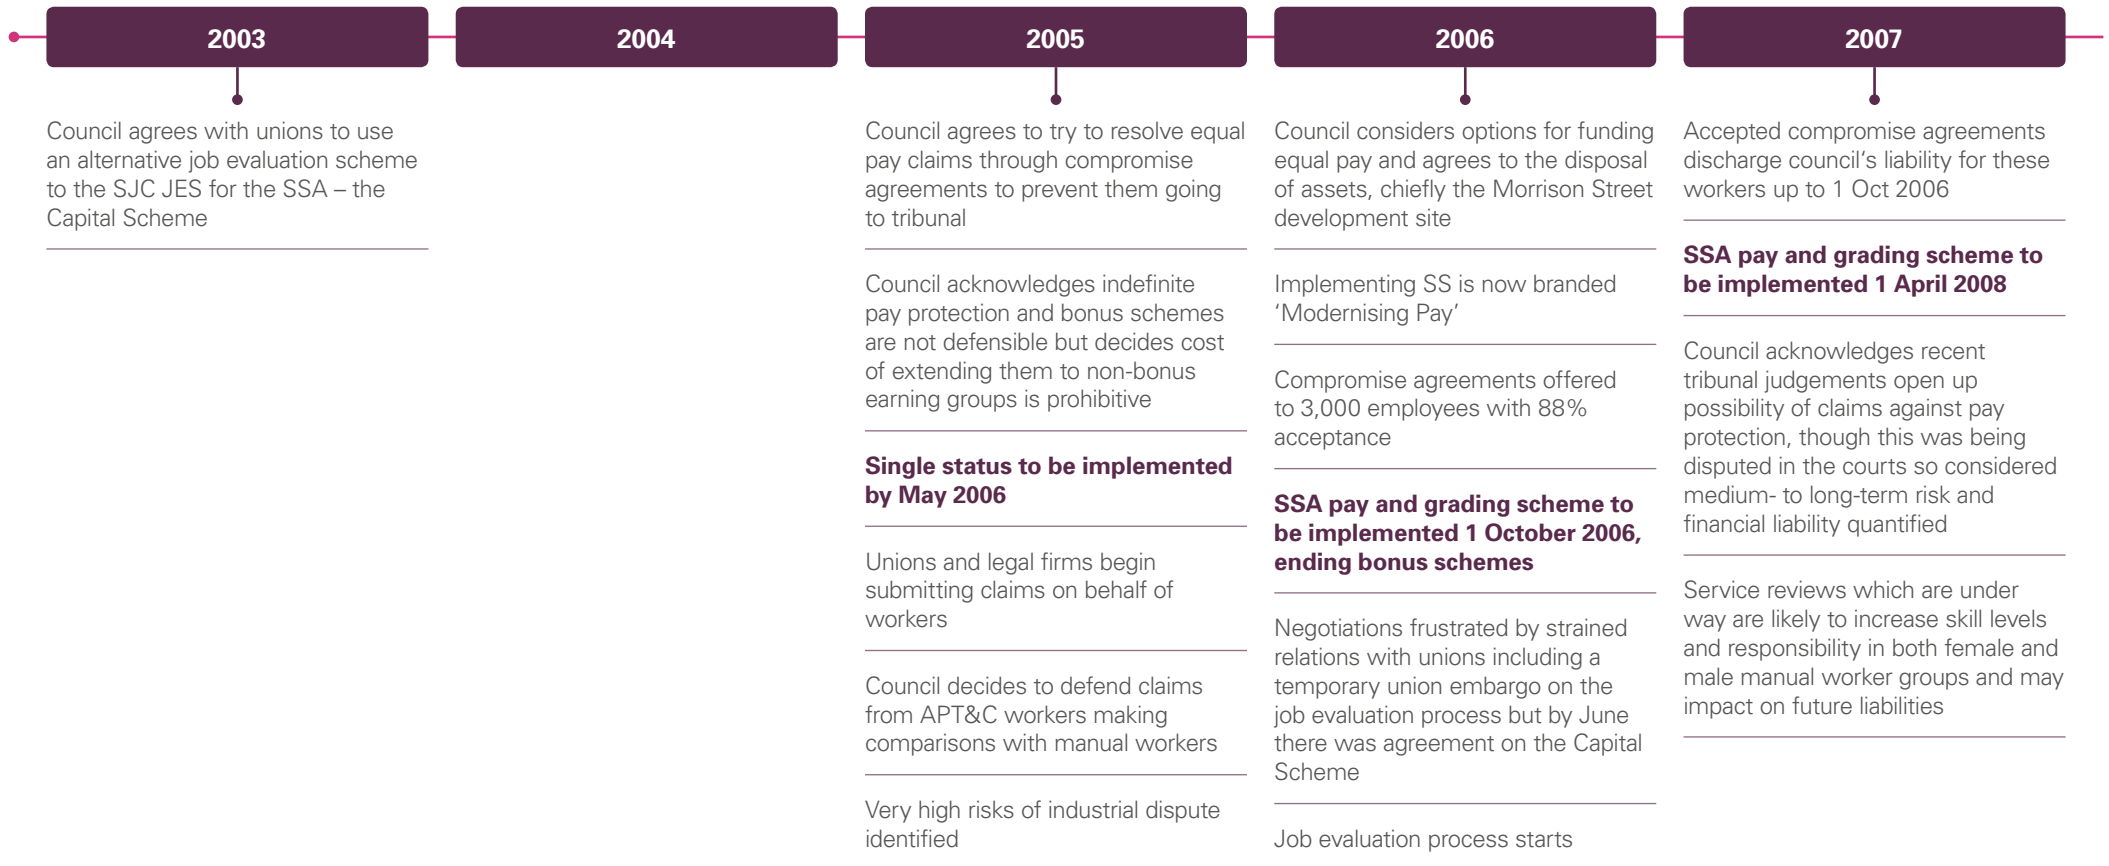 2003
Council agrees with unions to use
an alternative job evaluation scheme
to the SJC JES for the SSA – the
Capital Scheme
2004
2005
Council agrees to try to resolve equal
pay claims through compromise
agreements to prevent them going
to tribunal
Council acknowledges indefinite
pay protection and bonus schemes
are not defensible but decides cost
of extending them to non-bonus
earning groups is prohibitive
Single status to be implemented
by May 2006
Unions and legal firms begin
submitting claims on behalf of
workers
Council decides to defend claims
from APT&C workers making
comparisons with manual workers
Very high risks of industrial dispute
identified
2006
Council considers options for funding
equal pay and agrees to the disposal
of assets, chiefly the Morrison Street
development site
Implementing SS is now branded
‘Modernising Pay’
Compromise agreements offered
to 3,000 employees with 88%
acceptance
SSA pay and grading scheme to
be implemented 1 October 2006,
ending bonus schemes
Negotiations frustrated by strained
relations with unions including a
temporary union embargo on the
job evaluation process but by June
there was agreement on the Capital
Scheme
Job evaluation process starts
2007
Accepted compromise agreements
discharge council‘s liability for these
workers up to 1 Oct 2006
SSA pay and grading scheme to
be implemented 1 April 2008
Council acknowledges recent
tribunal judgements open up
possibility of claims against pay
protection, though this was being
disputed in the courts so considered
medium- to long-term risk and
financial liability quantified
Service reviews which are under
way are likely to increase skill levels
and responsibility in both female and
male manual worker groups and may
impact on future liabilities